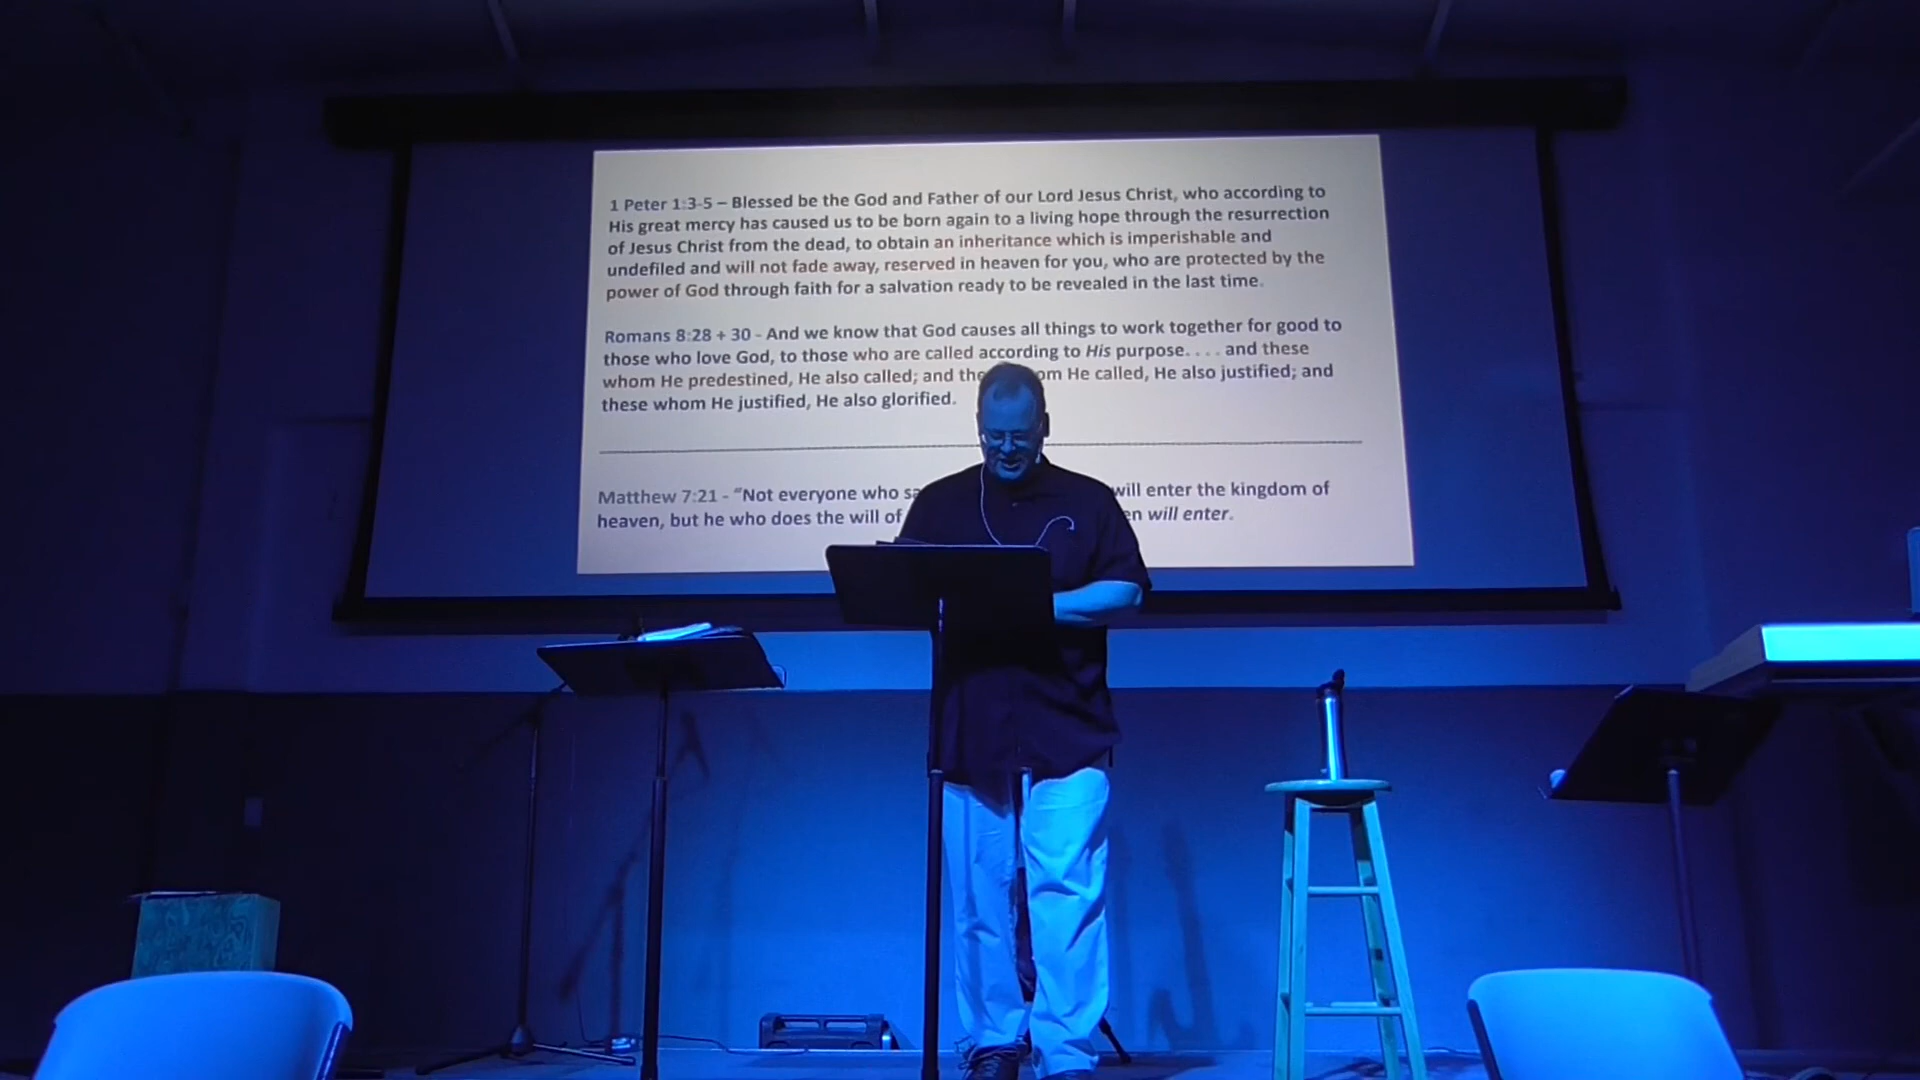 1 Peter 1:3-5 – Blessed be the God and Father of our Lord Jesus Christ, who according to
His great mercy has caused us to be born again to a living hope through the resurrection
of Jesus Christ from the dead, to obtain an inheritance which is imperishable and
undefiled and will not fade away, reserved in heaven for you, who are protected by the
power of God through faith for a salvation ready to be revealed in the last time.
Romans 8:28 + 30 - And we know that God causes all things to work together for good to
those who love God, to those who are called according to His purpose. . . . and these
whom He predestined, He also called; and He called, He also justified; and
these whom He justified, He also glorified.
Matthew 7:21 - “Not everyone who will enter the kingdom of
heaven, but he who does the will of will enter.